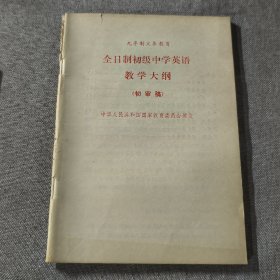 九年制义务教育
全日制初级中学英语
教学大纲
(初审稿)
中华人民共和国国家教育委员会制定